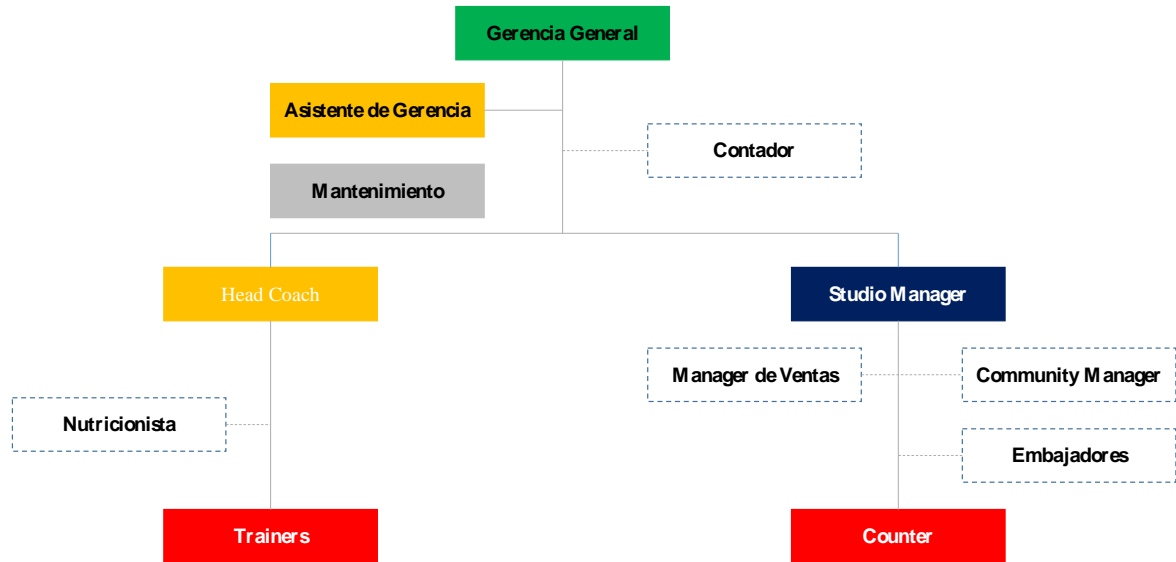 Gerencia General
Asistente de Gerencia
Contador
Mantenimiento
Head Coach
Studio Manager
Manager de Ventas
Community Manager
Nutricionista
Embajadores
Trainers
Counter